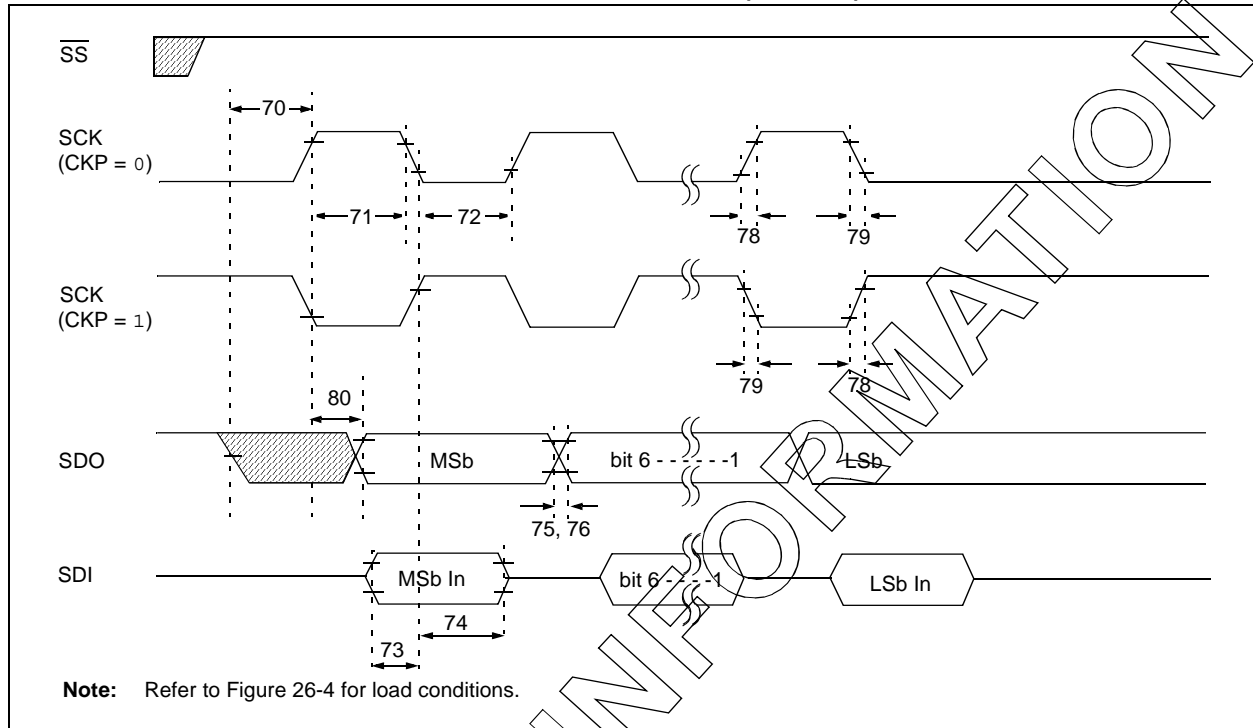 SS
70
SCK
(CKP = 0)
71
72
78
79
SCK
(CKP = 1)
79
78
80
SDO
MSb
bit 6 - - - - - -1
LSb
75, 76
SDI
MSb In
bit 6 - - - -1
LSb In
74
73
Note: Refer to Figure 26-4 for load conditions.
INFORMATION